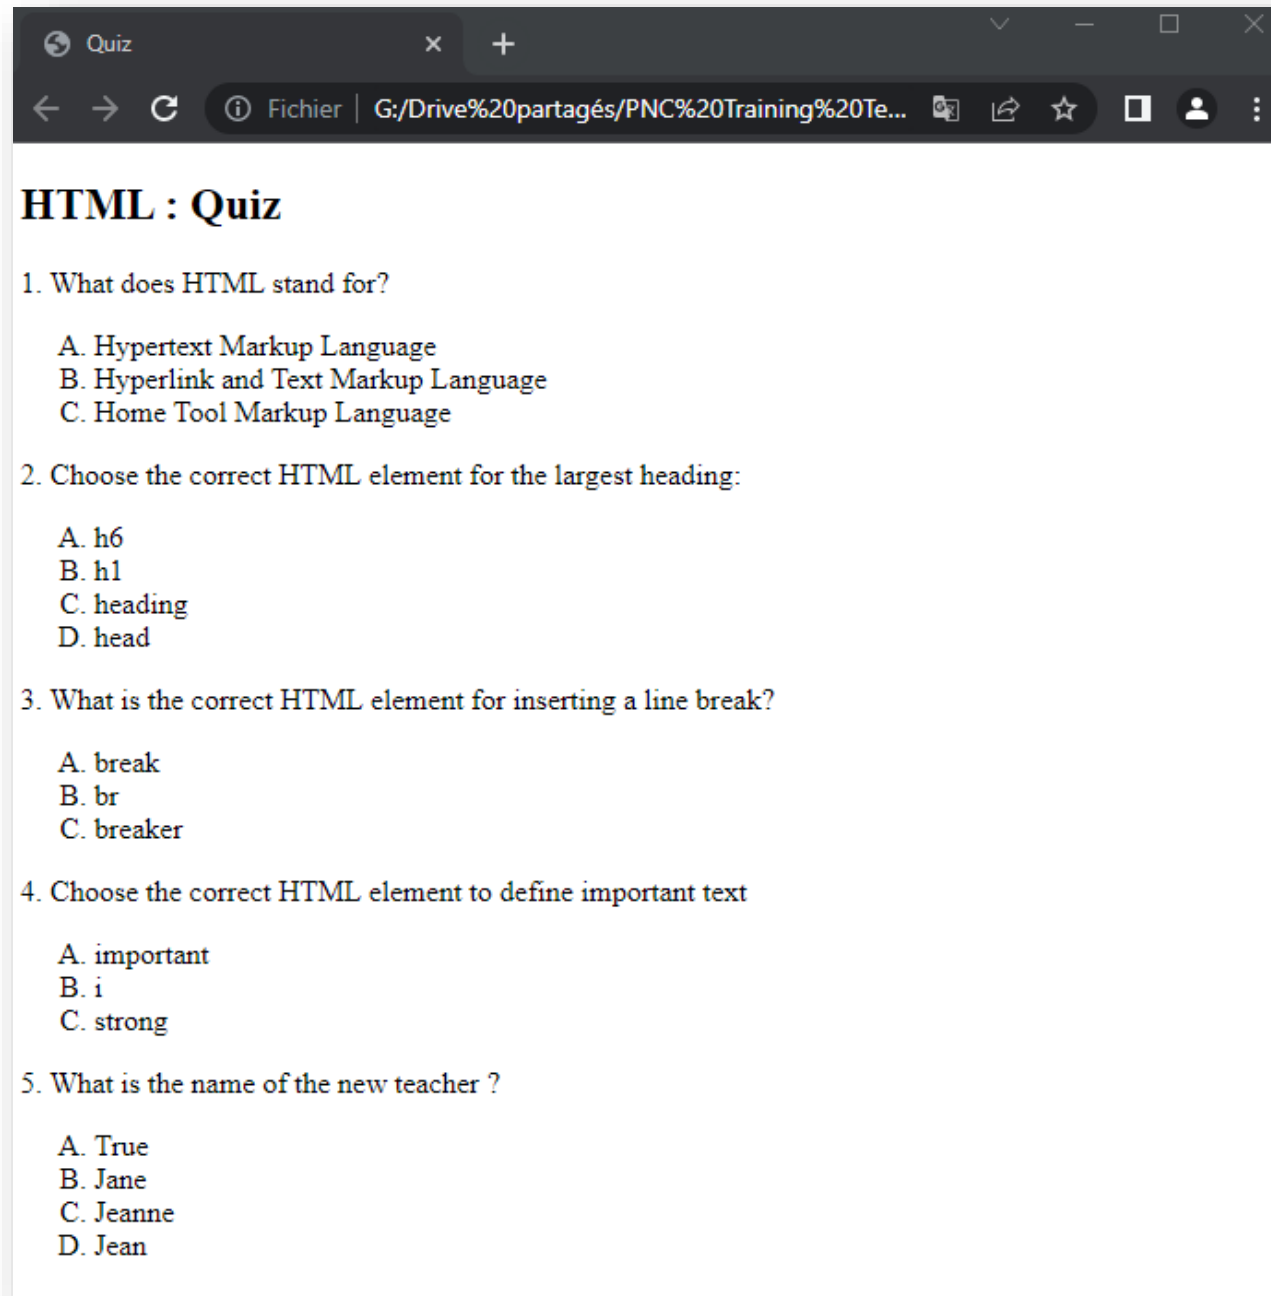 Quiz
Fichier | G:/Drive%20partagés/PNC%20Training%20Te...
HTML : Quiz
1. What does HTML stand for?
A. Hypertext Markup Language
B. Hyperlink and Text Markup Language
C. Home Tool Markup Language
2. Choose the correct HTML element for the largest heading:
A. h6
B. h1
C. heading
D. head
3. What is the correct HTML element for inserting a line break?
A. break
B. br
C. breaker
4. Choose the correct HTML element to define important text
A. important
B. i
C. strong
5. What is the name of the new teacher ?
A. True
B. Jane
C. Jeanne
D. Jean